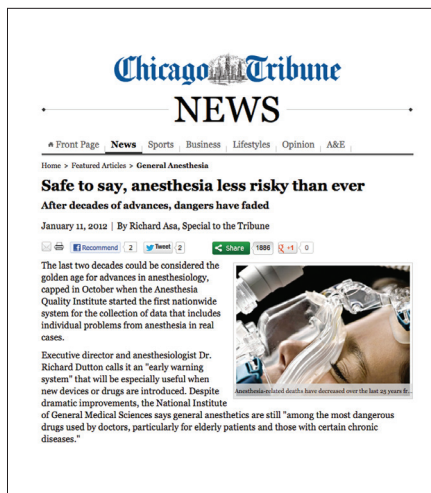 Chicago Tribune
NEWS
Front Page News Sports Business Lifestyles Opinion A&E
Home > Featured Articles > General Anesthesia
Safe to say, anesthesia less risky than ever
After decades of advances, dangers have faded
January 11, 2012 | By Richard Asa, Special to the Tribune
Recommend 2 Tweet 2 Share 1886 +1 0
The last two decades could be considered the
golden age for advances in anesthesiology,
capped in October when the Anesthesia
Quality Institute started the first nationwide
system for the collection of data that includes
individual problems from anesthesia in real
cases.
Anesthesia-related deaths have decreased over the last 25 years fr...
Executive director and anesthesiologist Dr.
Richard Dutton calls it an "early warning
system" that will be especially useful when
new devices or drugs are introduced. Despite
dramatic improvements, the National Institute
of General Medical Sciences says general anesthetics are still "among the most dangerous
drugs used by doctors, particularly for elderly patients and those with certain chronic
diseases."